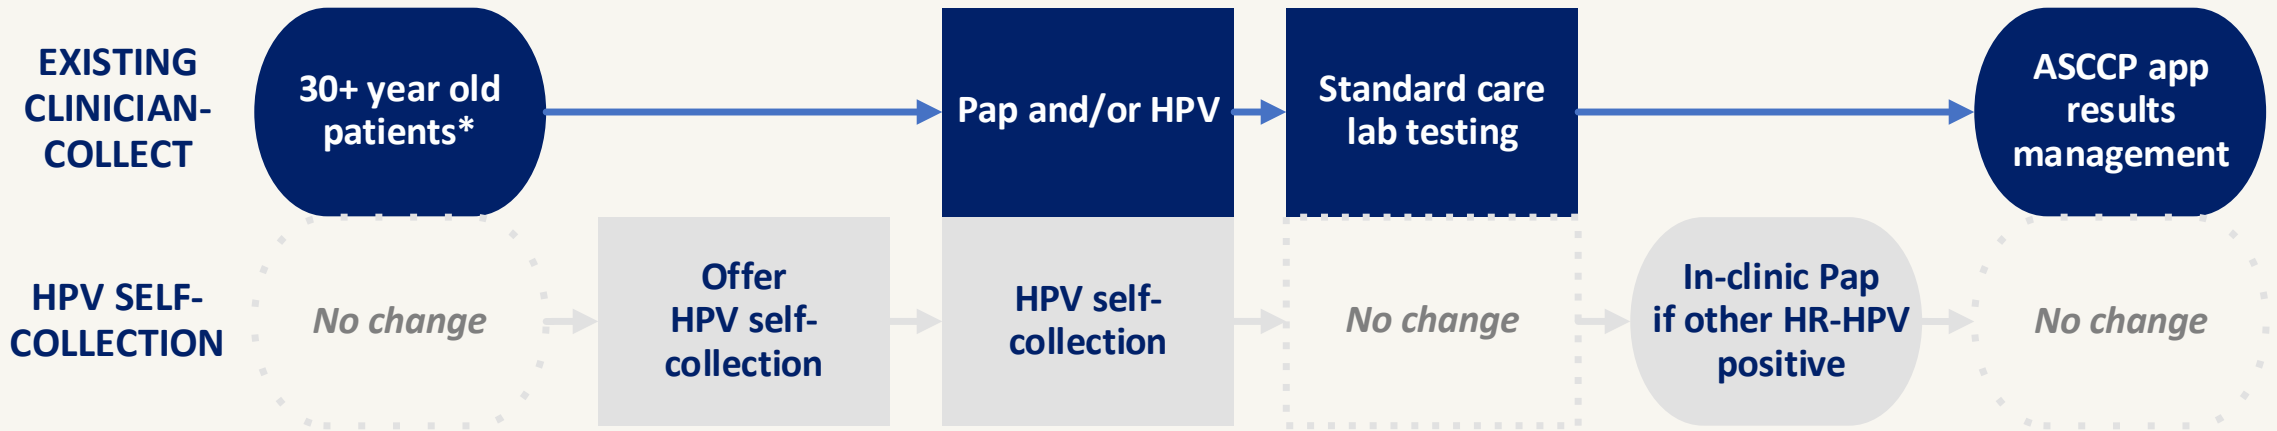 EXISTING
CLINICIAN-
COLLECT
30+ year old
patients*
Pap and/or HPV
Standard care
lab testing
ASCCP app
results
management
HPV SELF-
COLLECTION
No change
Offer
HPV self-
collection
HPV self-
collection
No change
In-clinic Pap
if other HR-HPV
positive
No change